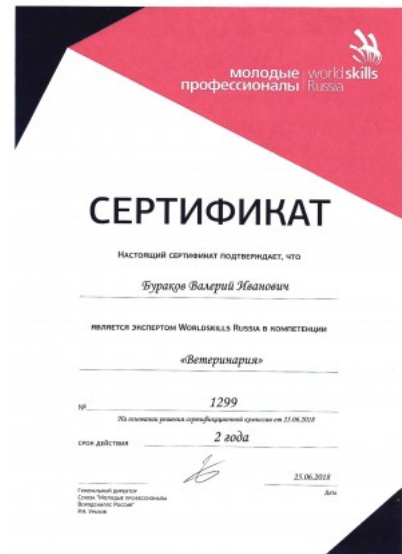 молодые профессионалы
worldskills Russia
СЕРТИФИКАТ
Настоящий сертификат подтверждает, что
Бураков Валерий Иванович
является экспертом Worldskills Russia в компетенции
«Ветеринария»
№ 1299
На основании решения сертификационной комиссии от 25.06.2018
срок действия 2 года
25.06.2018
Дата
Генеральный директор
Союза "Молодые профессионалы
Ворлдскиллс Россия"
Р.Н. Уразов